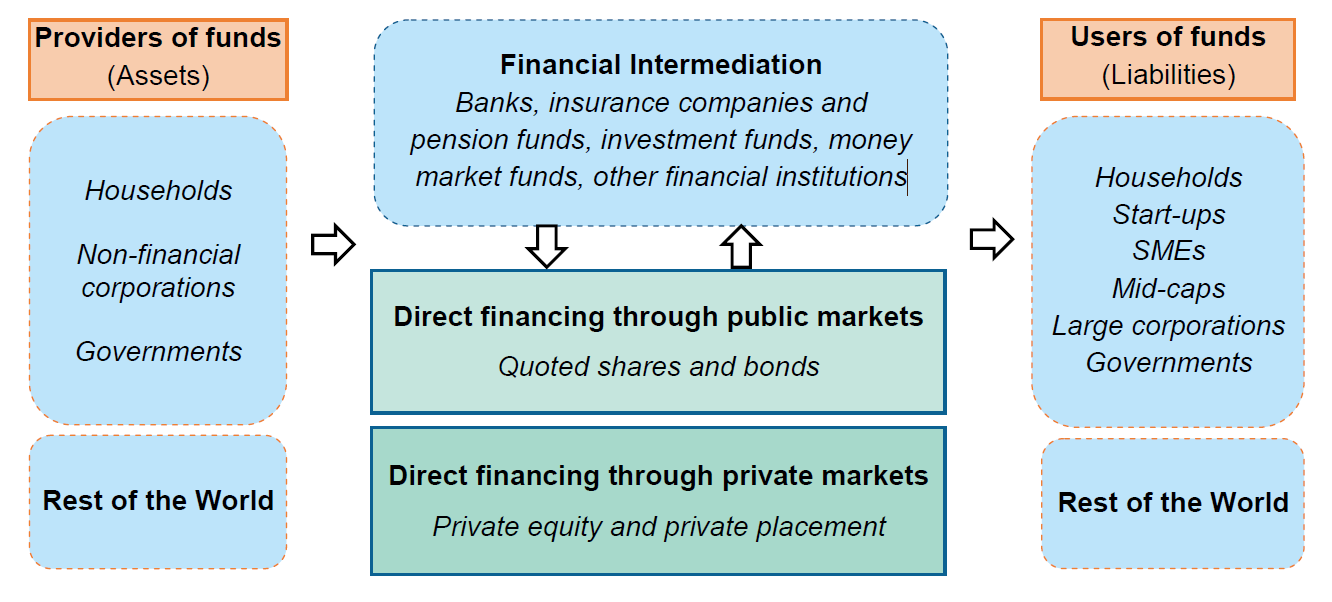 Providers of funds
(Assets)
Households
Non-financial
corporations
Governments
Rest of the World
Financial Intermediation
Banks, insurance companies and
pension funds, investment funds, money
market funds, other financial institutions
Direct financing through public markets
Quoted shares and bonds
Direct financing through private markets
Private equity and private placement
Users of funds
(Liabilities)
Households
Start-ups
SMEs
Mid-caps
Large corporations
Governments
Rest of the World